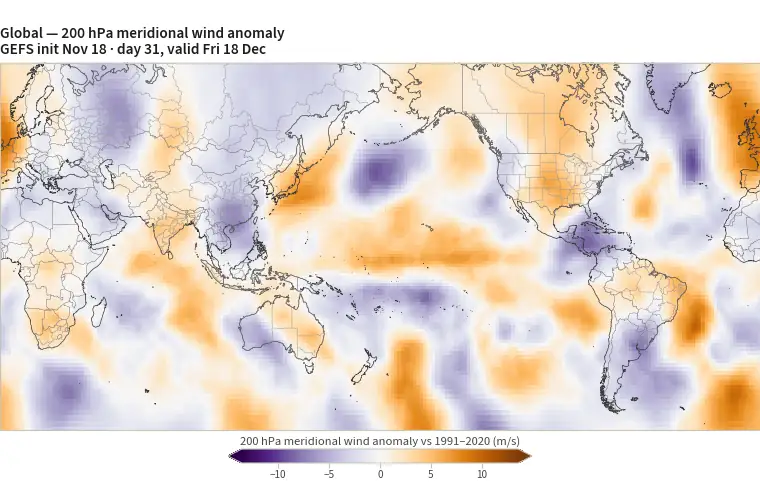 Global — 200 hPa meridional wind anomaly
GEFS init Nov 18 · day 31, valid Fri 18 Dec
200 hPa meridional wind anomaly vs 1991–2020 (m/s)
−10 −5 0 5 10